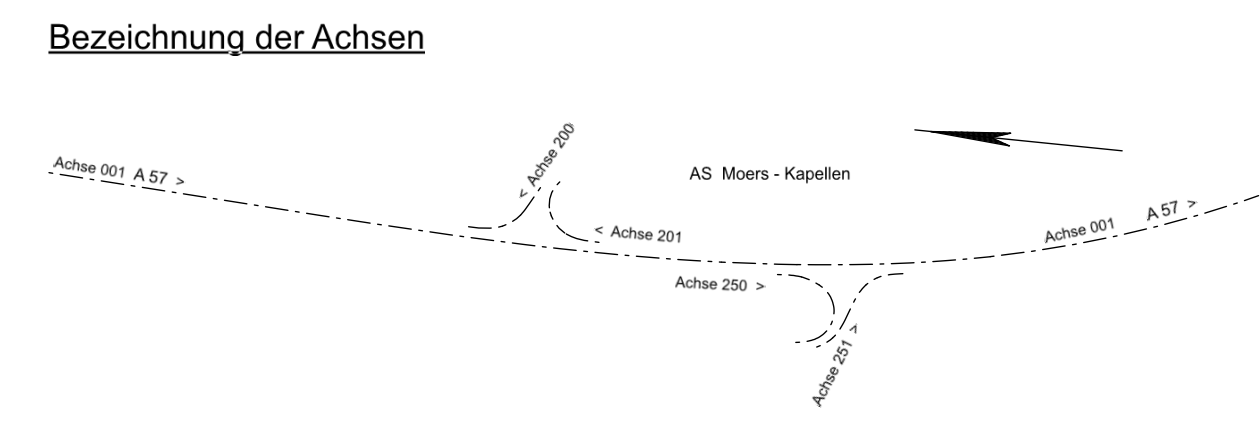 Bezeichnung der Achsen
Achse 001 A 57 >
< Achse 200
AS Moers - Kapellen
< Achse 201
Achse 001 A 57 >
Achse 250 >
Achse 251 >